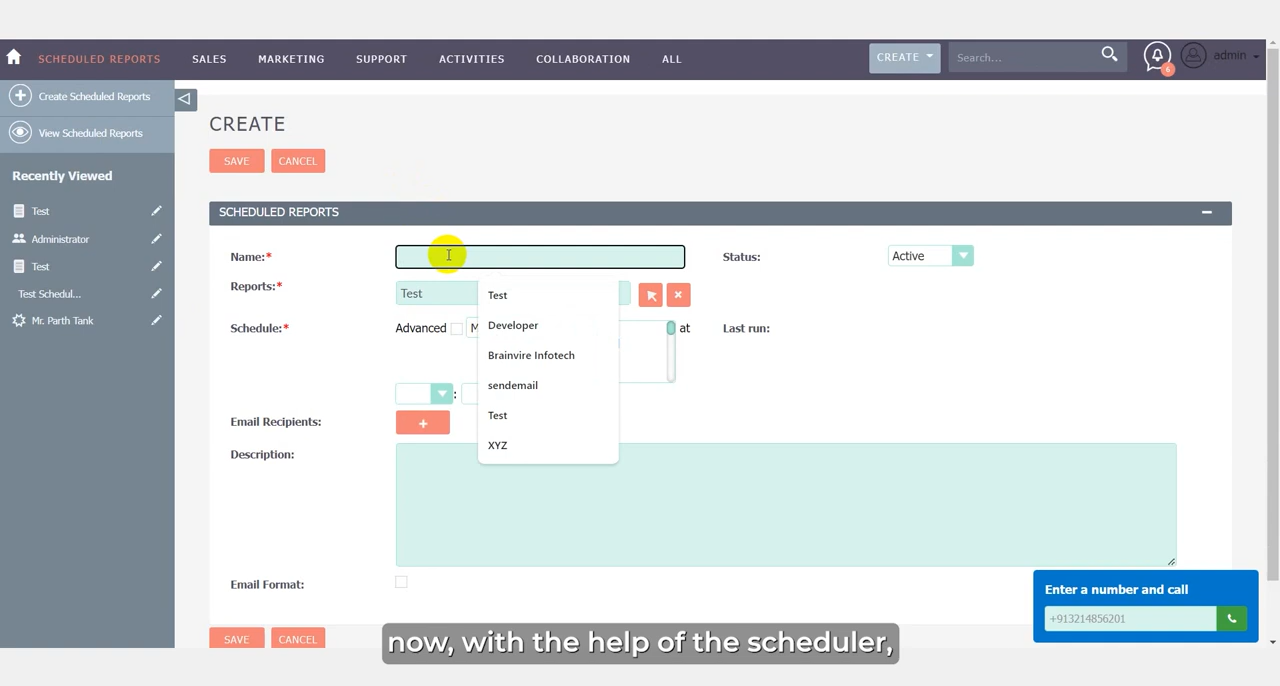 SCHEDULED REPORTS SALES MARKETING SUPPORT ACTIVITIES COLLABORATION ALL CREATE Search... 6 admin
Create Scheduled Reports
View Scheduled Reports
Recently Viewed
Test
Administrator
Test
Test Schedul...
Mr. Parth Tank
CREATE
SAVE CANCEL
SCHEDULED REPORTS
Name:* Status: Active
Reports:* Test
Schedule:* Advanced M at Last run:
:
Test
Developer
Brainvire Infotech
sendemail
Test
XYZ
Email Recipients: +
Description:
Email Format:
SAVE CANCEL
Enter a number and call
+913214856201
now, with the help of the scheduler,